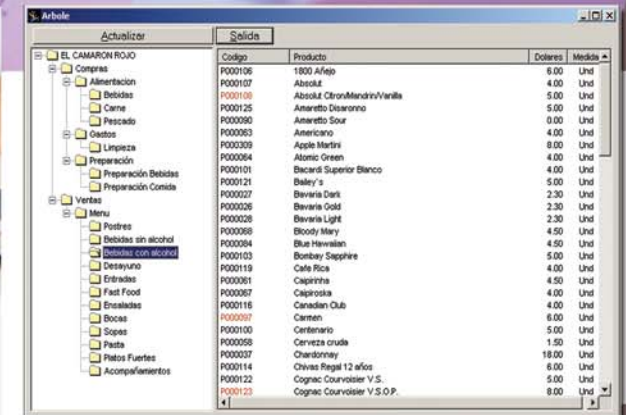 Arbole
Actualizar Salida
EL CAMARON ROJO
Compras
Alimentacion
Bebidas
Carne
Pescado
Gastos
Limpieza
Preparación
Preparación Bebidas
Preparación Comida
Ventas
Menu
Postres
Bebidas sin alcohol
Bebidas con alcohol
Desayuno
Entradas
Fast Food
Ensaladas
Bocas
Sopas
Pasta
Platos Fuertes
Acompañamientos
Codigo Producto Dolares Medida
P000106 1800 Añejo 6.00 Und
P000107 Absolut 4.00 Und
P000108 Absolut Citron/Mandrin/Vanilla 5.00 Und
P000125 Amaretto Disaronno 5.00 Und
P000090 Amaretto Sour 0.00 Und
P000063 Americano 4.00 Und
P000309 Apple Martini 8.00 Und
P000064 Atomic Green 4.00 Und
P000101 Bacardi Superior Blanco 4.00 Und
P000121 Bailey's 5.00 Und
P000027 Bavaria Dark 2.30 Und
P000026 Bavaria Gold 2.30 Und
P000028 Bavaria Light 2.30 Und
P000068 Bloody Mary 4.50 Und
P000084 Blue Hawaiian 4.50 Und
P000103 Bombay Sapphire 5.00 Und
P000119 Cafe Rica 4.00 Und
P000061 Caipirinha 4.50 Und
P000067 Caipiroska 4.00 Und
P000116 Canadian Club 4.00 Und
P000097 Carmen 6.00 Und
P000100 Centenario 5.00 Und
P000058 Cerveza cruda 1.50 Und
P000037 Chardonnay 18.00 Und
P000114 Chivas Regal 12 años 6.00 Und
P000122 Cognac Courvoisier V.S. 5.00 Und
P000123 Cognac Courvoisier V.S.O.P. 8.00 Und